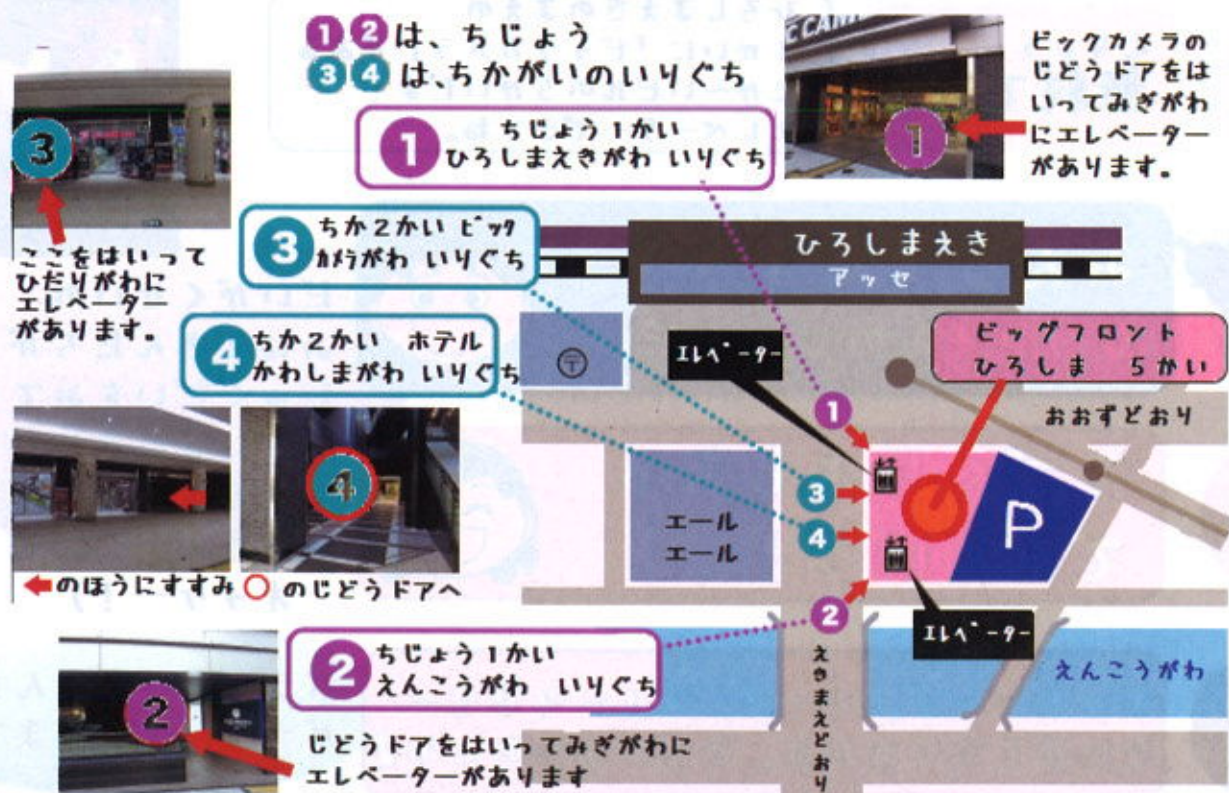 1 2 は、ちじょう
3 4 は、ちかがいのいりぐち
1 ちじょう1かい
ひろしまえきがわ いりぐち
1
ビックカメラの
じどうドアをは
いってみぎがわ
にエレベーター
があります。
3
ここをはいって
ひだりがわに
エレベーター
があります。
3 ちか2かい ビック
カメラがわ いりぐち
4 ちか2かい ホテル
かわしまがわ いりぐち
ひろしまえき
アッセ
〒
エレベーター
ビッグフロント
ひろしま 5かい
おおずどおり
1
3
4
2
エール
エール
P
エレベーター
えんこうがわ
えきまえどおり
4
←のほうにすすみ○のじどうドアへ
2 ちじょう1かい
えんこうがわ いりぐち
2
じどうドアをはいってみぎがわに
エレベーターがあります